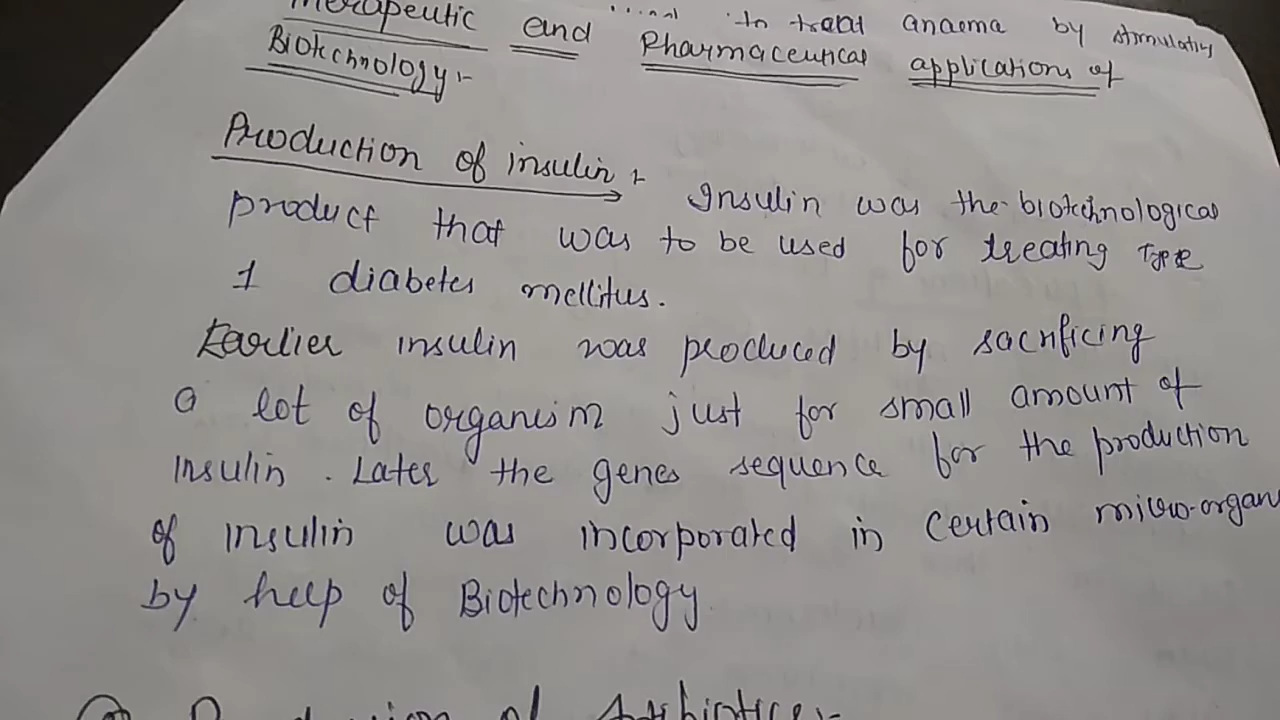 to treat anaema by stimulating
Therapeutic and Pharmaceutical applications of
Biotechnology:-
Production of insulin :- Insulin was the biotechnological
product that was to be used for treating Type
1 diabetes mellitus.
Earlier insulin was produced by sacrificing
a lot of organism just for small amount of
insulin. Later the genes sequence for the production
of insulin was incorporated in certain micro-organ
by help of Biotechnology.
of Antibiotics:-